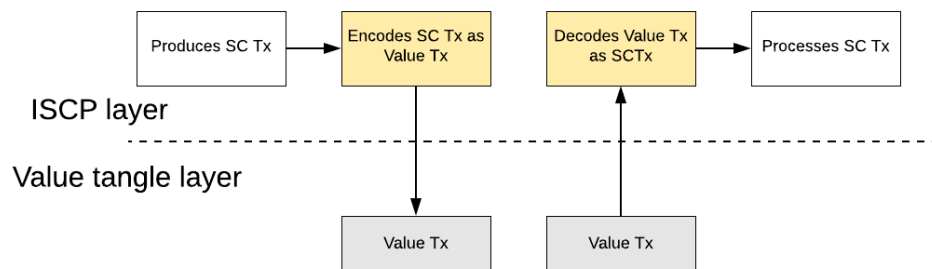 Produces SC Tx
Encodes SC Tx as
Value Tx
Decodes Value Tx
as SCTx
Processes SC Tx
ISCP layer
Value tangle layer
Value Tx
Value Tx